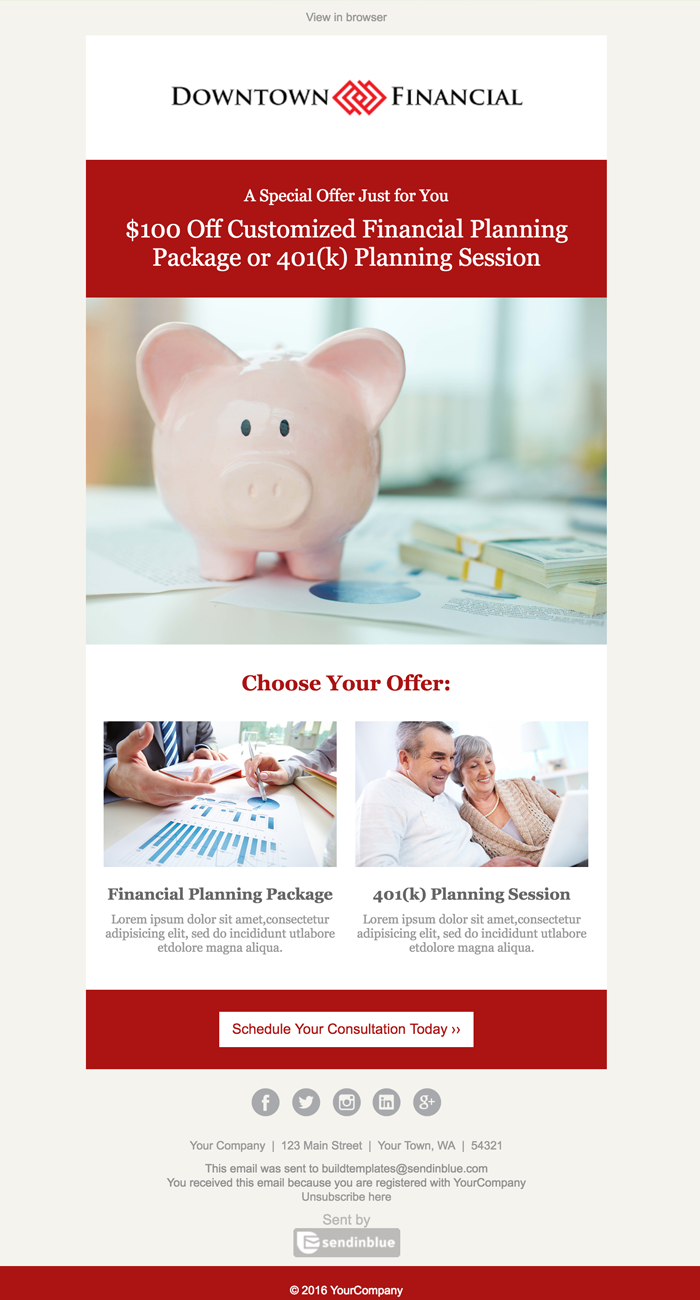 View in browser
DOWNTOWN FINANCIAL
A Special Offer Just for You
$100 Off Customized Financial Planning
Package or 401(k) Planning Session
Choose Your Offer:
Financial Planning Package
Lorem ipsum dolor sit amet,consectetur
adipisicing elit, sed do incididunt utlabore
etdolore magna aliqua.
401(k) Planning Session
Lorem ipsum dolor sit amet,consectetur
adipisicing elit, sed do incididunt utlabore
etdolore magna aliqua.
Schedule Your Consultation Today ››
Your Company | 123 Main Street | Your Town, WA | 54321
This email was sent to buildtemplates@sendinblue.com
You received this email because you are registered with YourCompany
Unsubscribe here
Sent by
sendinblue
© 2016 YourCompany